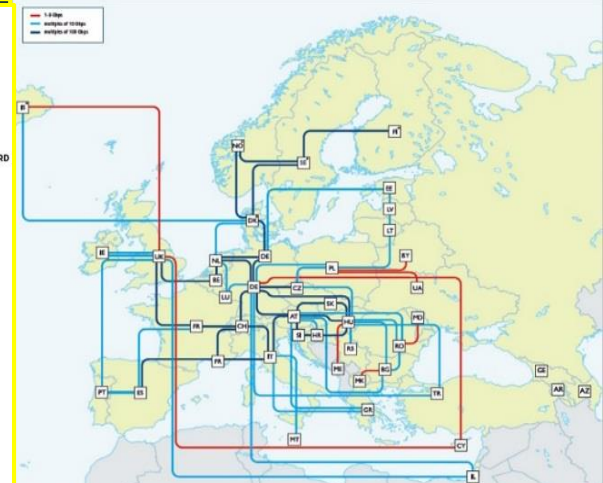 1-9 Gbps
multiples of 10 Gbps
multiples of 100 Gbps
RD
IS
NO
SE
FI
DK
EE
LV
LT
IE
UK
NL
DE
BE
LU
DE
PL
BY
UA
CZ
SK
AT
HU
MD
FR
CH
SI
HR
RO
FR
IT
RS
ME
MK
BG
PT
ES
GR
TR
MT
CY
IL
GE
AR
AZ